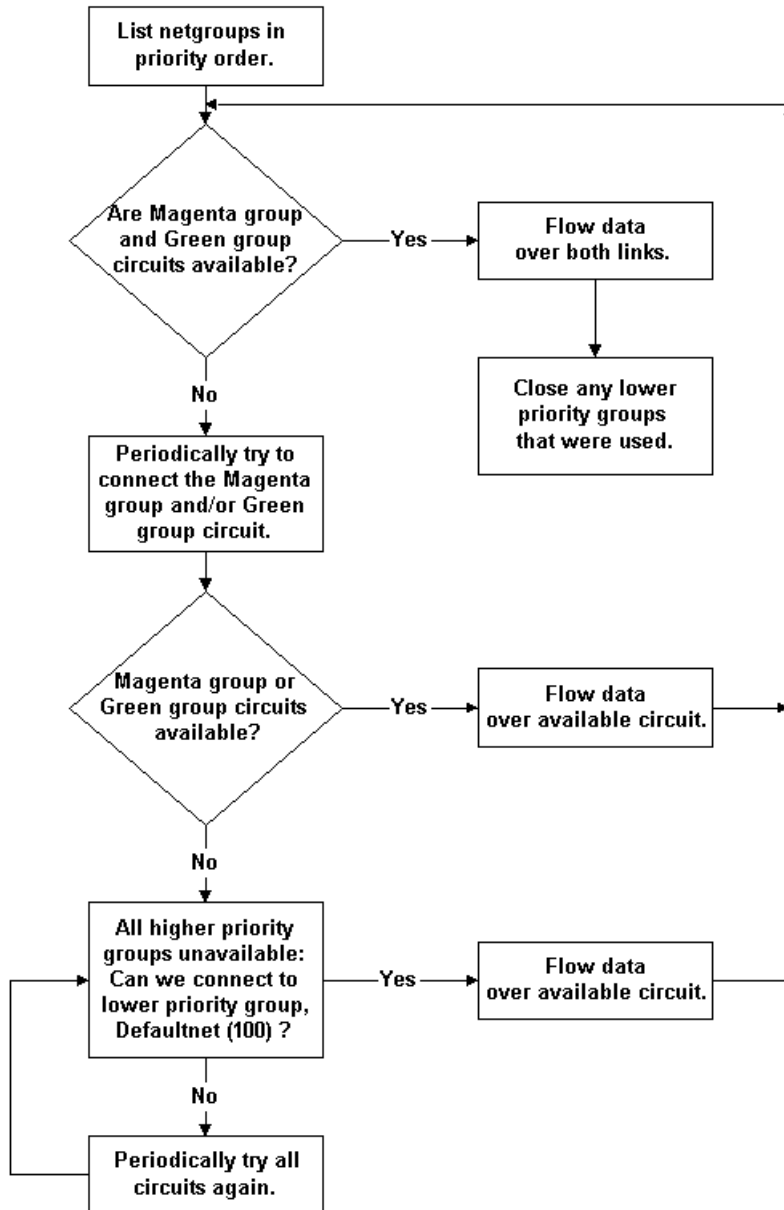 List netgroups in
priority order.
Are Magenta group
and Green group
circuits available?
Yes
Flow data
over both links.
Close any lower
priority groups
that were used.
No
Periodically try to
connect the Magenta
group and/or Green
group circuit.
Magenta group or
Green group circuits
available?
Yes
Flow data
over available circuit.
No
All higher priority
groups unavailable:
Can we connect to
lower priority group,
Defaultnet (100) ?
Yes
Flow data
over available circuit.
No
Periodically try all
circuits again.